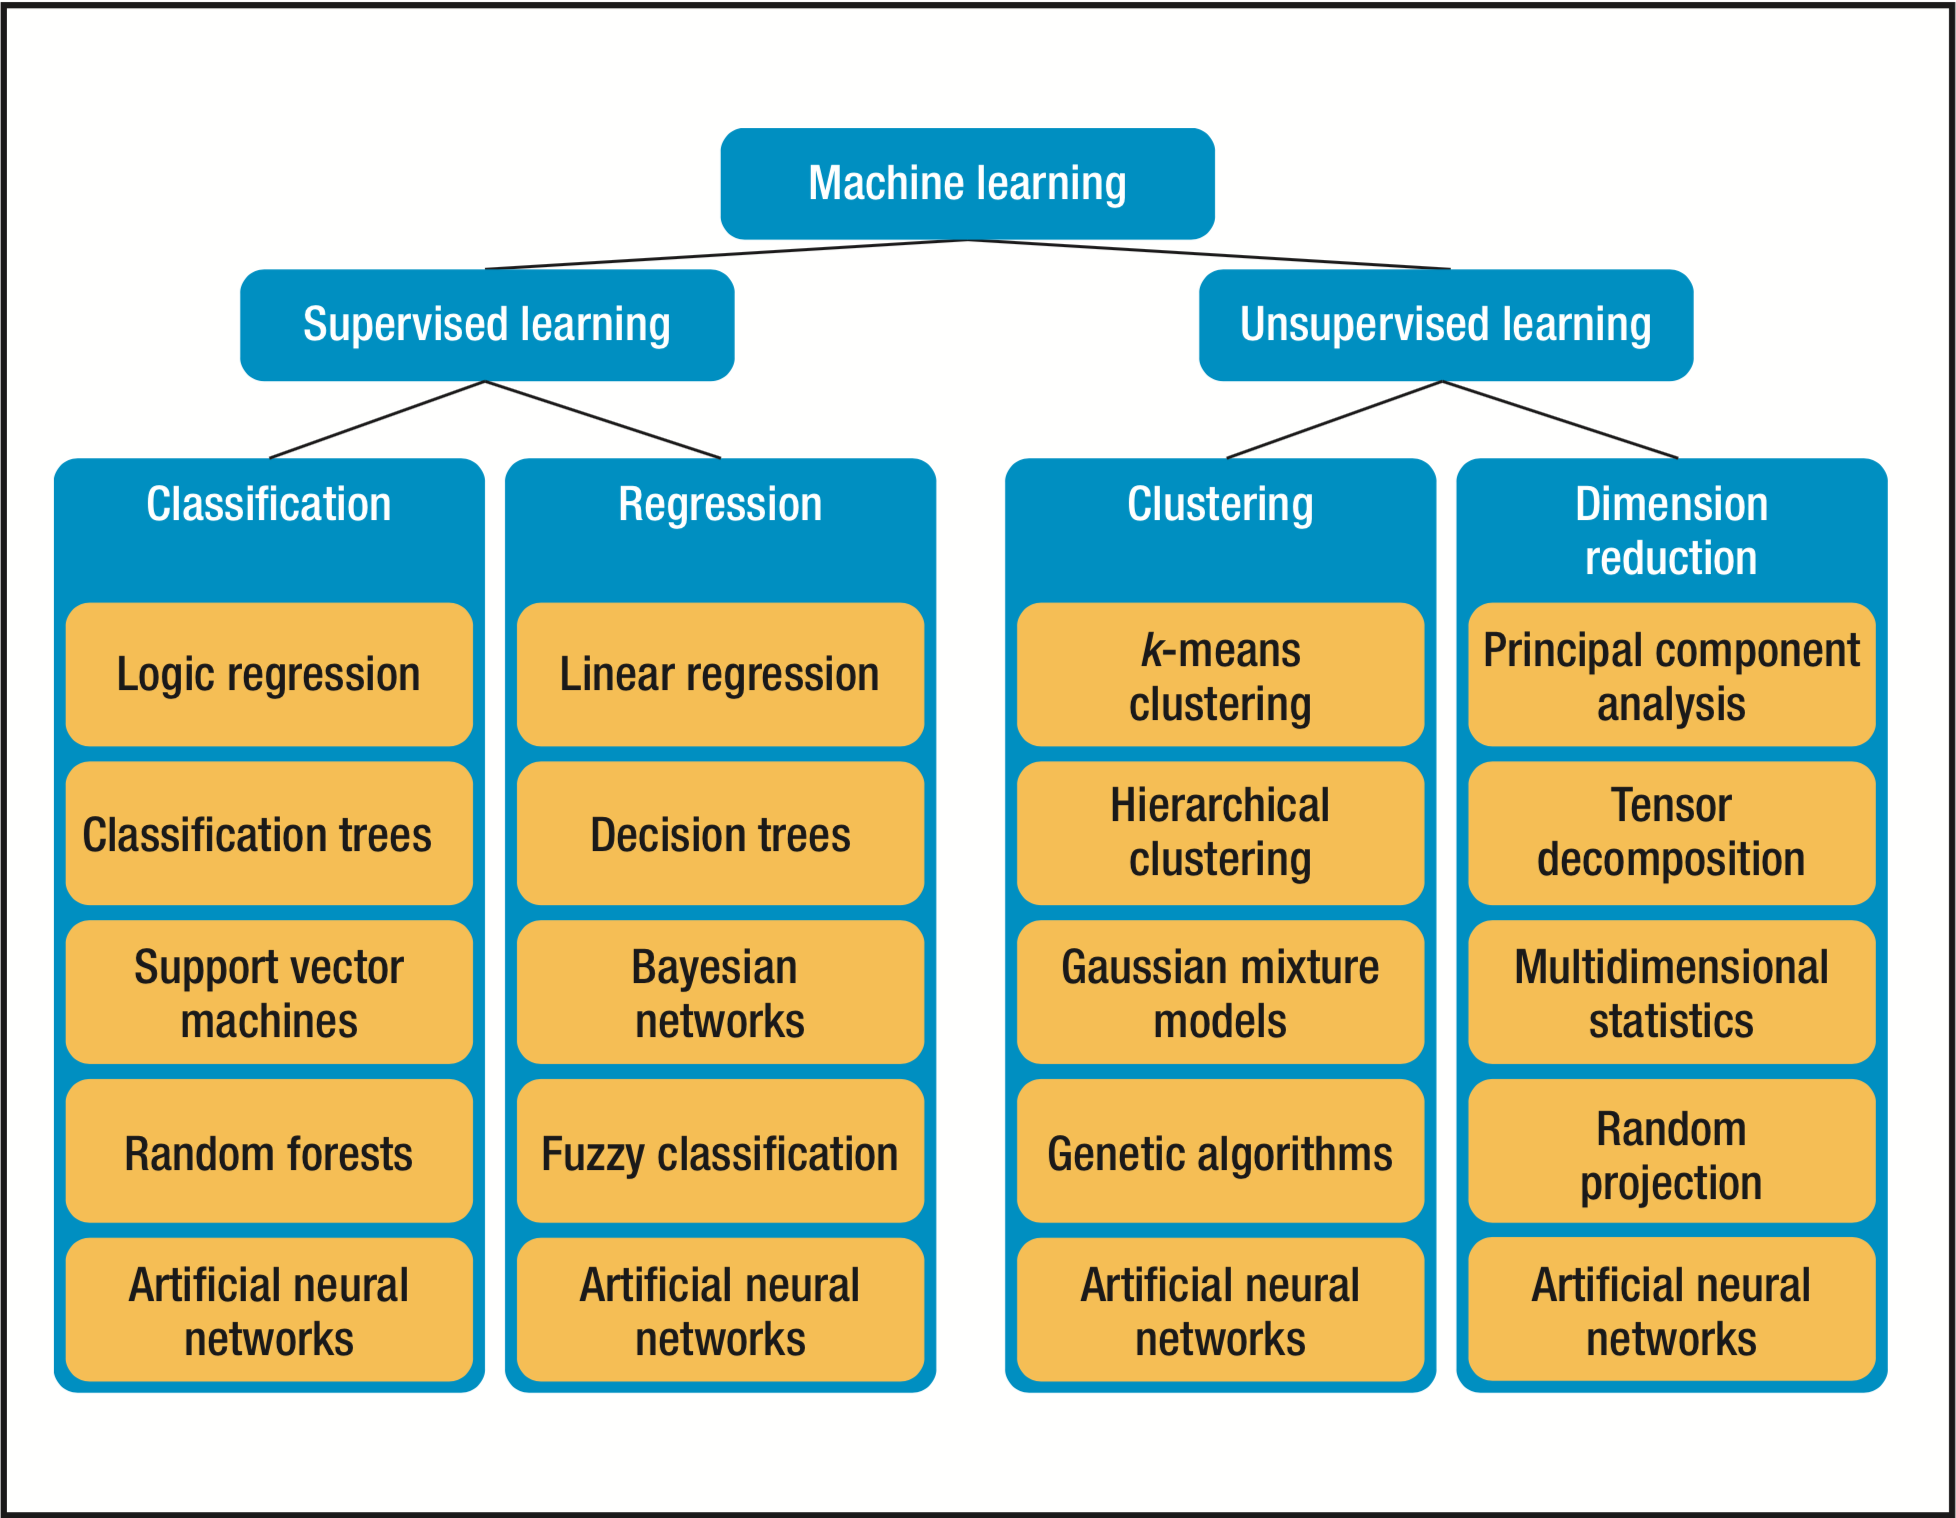 Machine learning
Supervised learning
Unsupervised learning
Classification
Logic regression
Classification trees
Support vector
machines
Random forests
Artificial neural
networks
Regression
Linear regression
Decision trees
Bayesian
networks
Fuzzy classification
Artificial neural
networks
Clustering
k-means
clustering
Hierarchical
clustering
Gaussian mixture
models
Genetic algorithms
Artificial neural
networks
Dimension
reduction
Principal component
analysis
Tensor
decomposition
Multidimensional
statistics
Random
projection
Artificial neural
networks